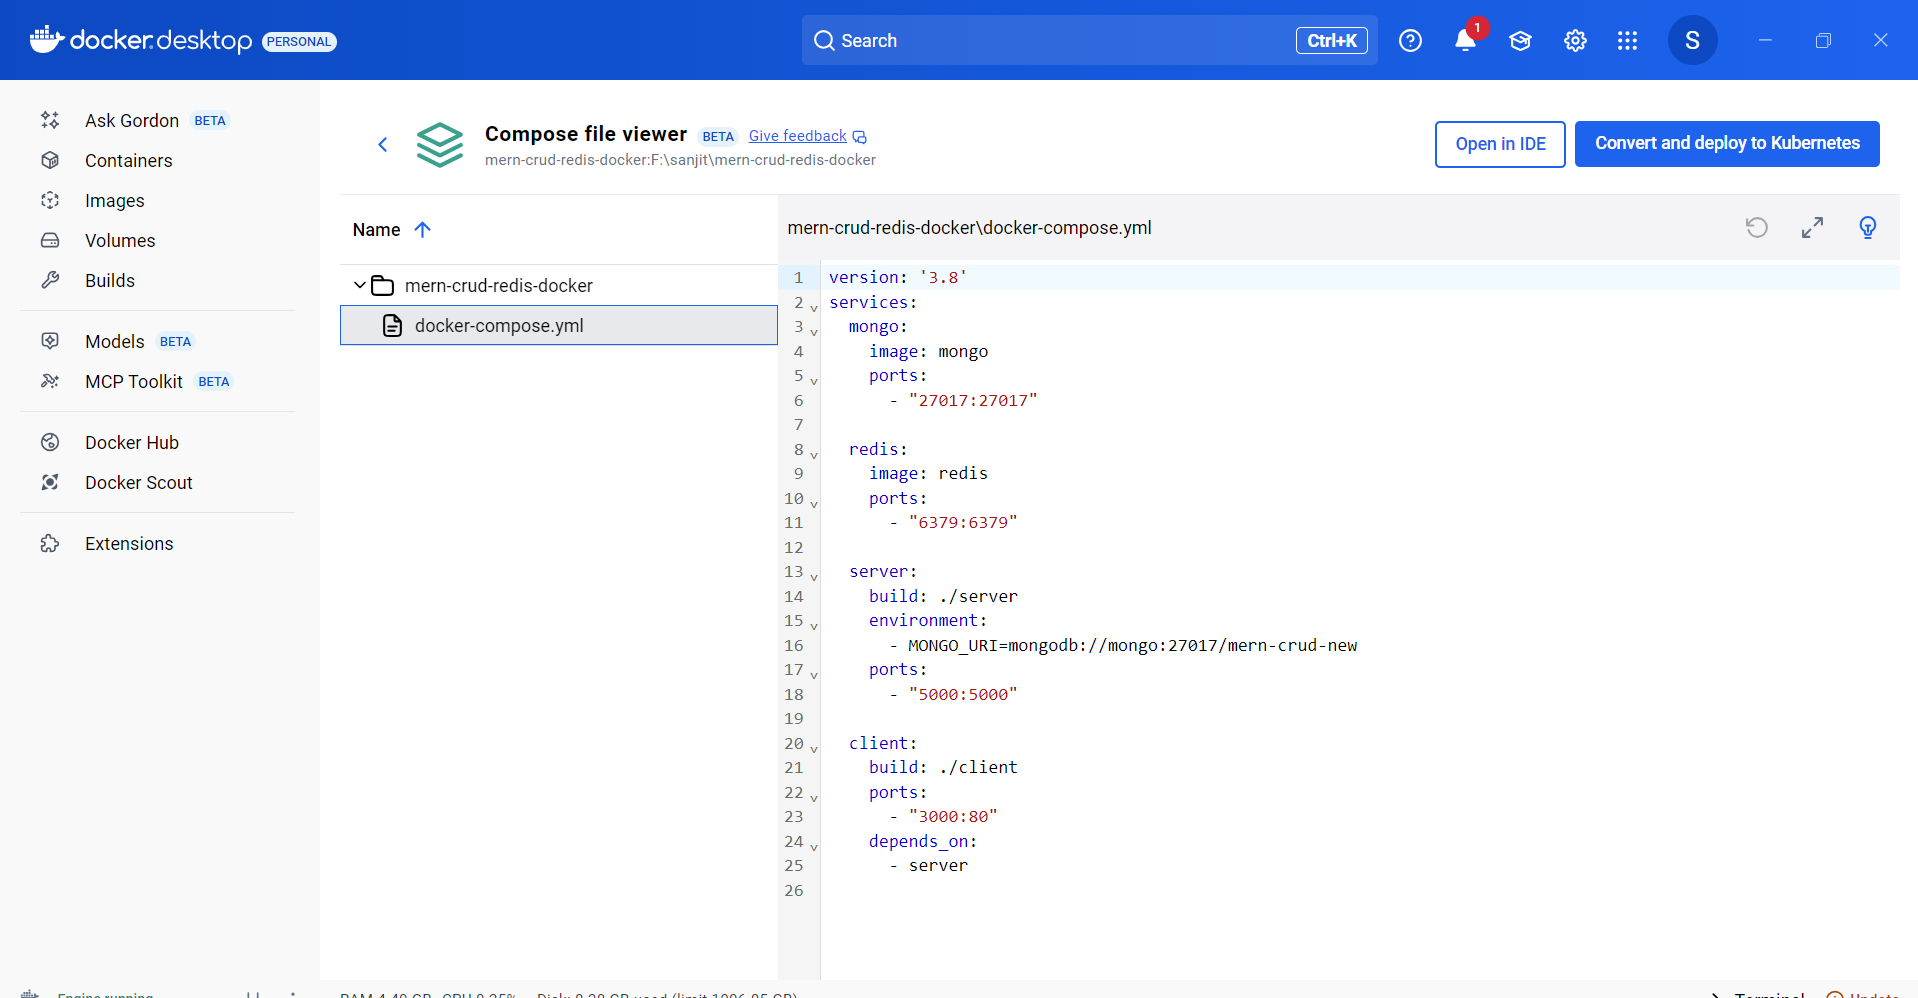 docker.desktop PERSONAL
Search Ctrl+K
1
S
Ask Gordon BETA
Containers
Images
Volumes
Builds
Models BETA
MCP Toolkit BETA
Docker Hub
Docker Scout
Extensions
Compose file viewer BETA Give feedback
mern-crud-redis-docker:F:\sanjit\mern-crud-redis-docker
Open in IDE
Convert and deploy to Kubernetes
Name
mern-crud-redis-docker
docker-compose.yml
mern-crud-redis-docker\docker-compose.yml
1 version: '3.8'
2 services:
3 mongo:
4 image: mongo
5 ports:
6 - "27017:27017"
7
8 redis:
9 image: redis
10 ports:
11 - "6379:6379"
12
13 server:
14 build: ./server
15 environment:
16 - MONGO_URI=mongodb://mongo:27017/mern-crud-new
17 ports:
18 - "5000:5000"
19
20 client:
21 build: ./client
22 ports:
23 - "3000:80"
24 depends_on:
25 - server
26
Engine running
Terminal
Update